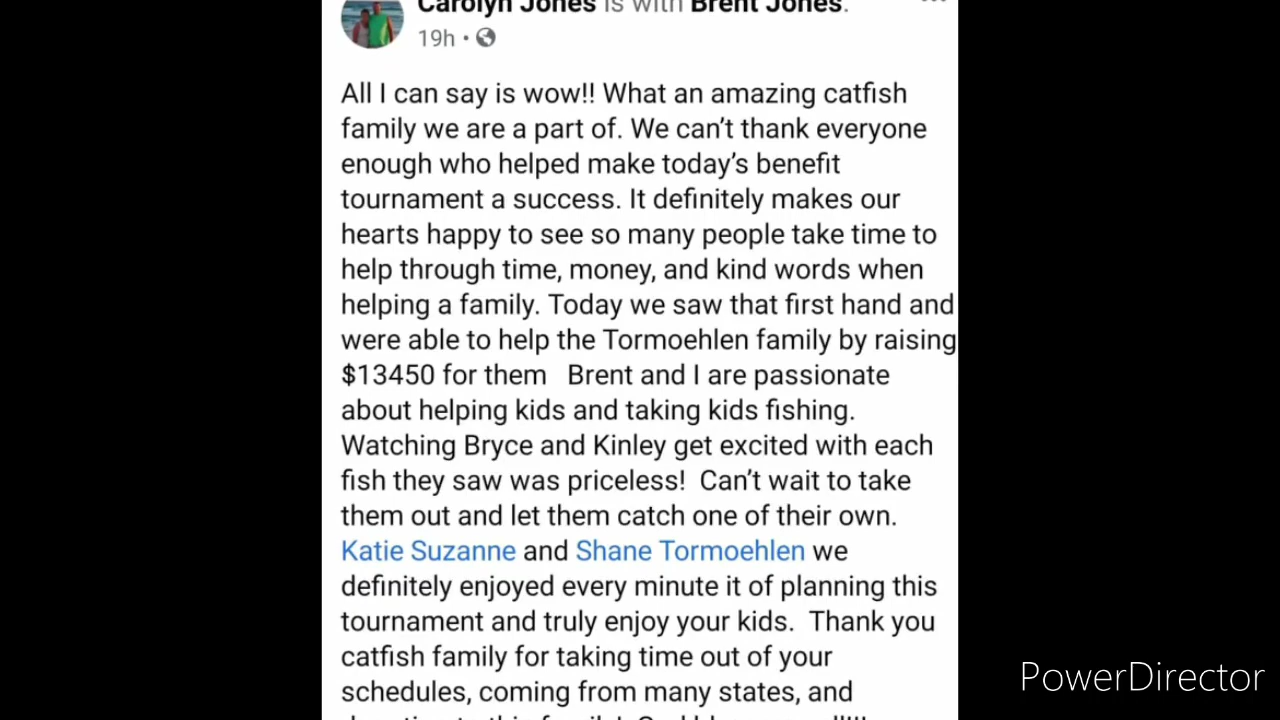 Carolyn Jones is with Brent Jones.
19h •
All I can say is wow!! What an amazing catfish
family we are a part of. We can't thank everyone
enough who helped make today's benefit
tournament a success. It definitely makes our
hearts happy to see so many people take time to
help through time, money, and kind words when
helping a family. Today we saw that first hand and
were able to help the Tormoehlen family by raising
$13450 for them   Brent and I are passionate
about helping kids and taking kids fishing.
Watching Bryce and Kinley get excited with each
fish they saw was priceless!  Can't wait to take
them out and let them catch one of their own.
Katie Suzanne and Shane Tormoehlen we
definitely enjoyed every minute it of planning this
tournament and truly enjoy your kids.  Thank you
catfish family for taking time out of your
schedules, coming from many states, and
PowerDirector